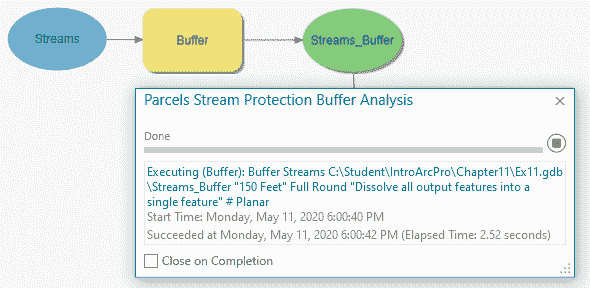 Streams
Buffer
Streams_Buffer
Parcels Stream Protection Buffer Analysis
Done
Executing (Buffer): Buffer Streams C:\Student\IntroArcPro\Chapter11\Ex11.gdb
\Streams_Buffer "150 Feet" Full Round "Dissolve all output features into a
single feature" # Planar
Start Time: Monday, May 11, 2020 6:00:40 PM
Succeeded at Monday, May 11, 2020 6:00:42 PM (Elapsed Time: 2.52 seconds)
Close on Completion